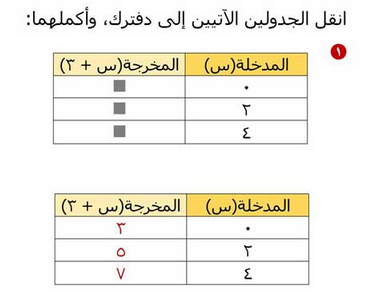 انقل الجدولين الآتيين إلى دفترك، وأكملهما:
١
المدخلة(س) المخرجة(س + ٣)
٠
٢
٤
المدخلة(س) المخرجة(س + ٣)
٠ ٣
٢ ٥
٤ ٧